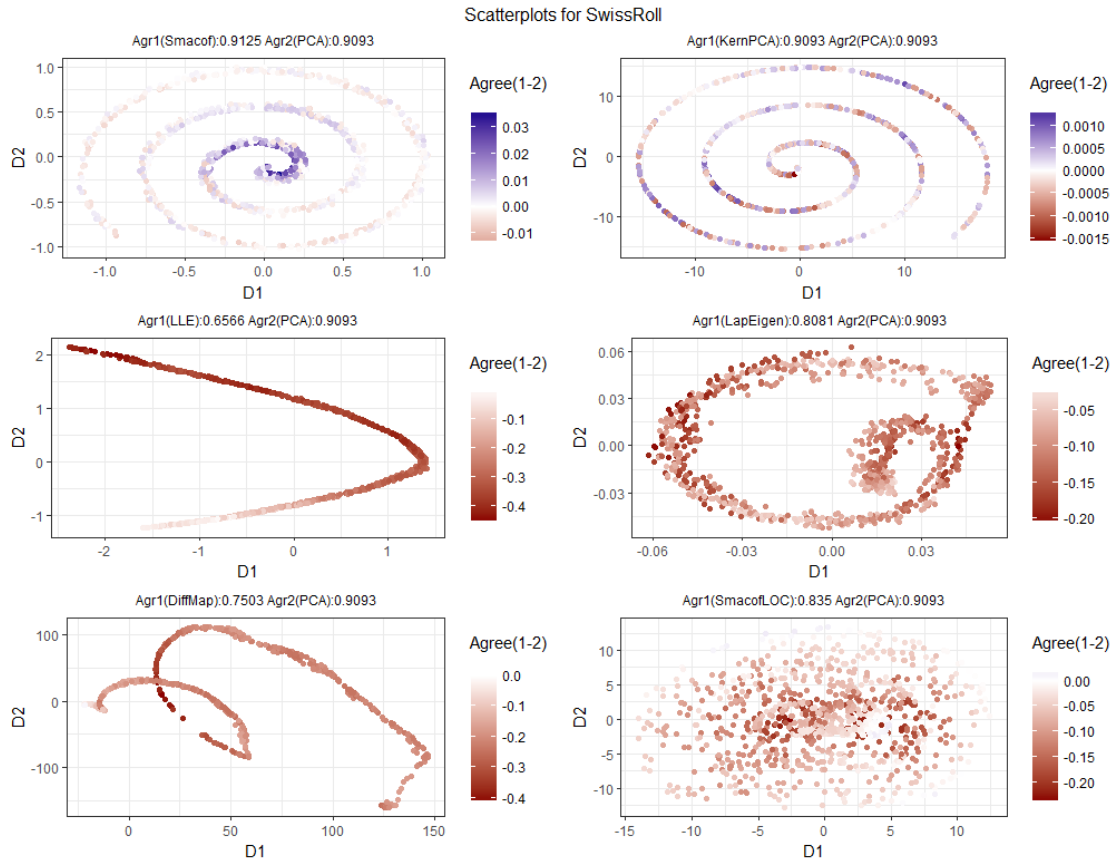 Scatterplots for SwissRoll
Agr1(Smacof):0.9125 Agr2(PCA):0.9093
1.0
0.5
0.0
-0.5
-1.0
D2
-1.0 -0.5 0.0 0.5 1.0
D1
Agree(1-2)
0.03
0.02
0.01
0.00
-0.01
Agr1(KernPCA):0.9093 Agr2(PCA):0.9093
10
0
-10
D2
-10 0 10
D1
Agree(1-2)
0.0010
0.0005
0.0000
-0.0005
-0.0010
-0.0015
Agr1(LLE):0.6566 Agr2(PCA):0.9093
2
1
0
-1
D2
-2 -1 0 1
D1
Agree(1-2)
-0.1
-0.2
-0.3
-0.4
Agr1(LapEigen):0.8081 Agr2(PCA):0.9093
0.06
0.03
0.00
-0.03
D2
-0.06 -0.03 0.00 0.03
D1
Agree(1-2)
-0.05
-0.10
-0.15
-0.20
Agr1(DiffMap):0.7503 Agr2(PCA):0.9093
100
0
-100
D2
0 50 100 150
D1
Agree(1-2)
0.0
-0.1
-0.2
-0.3
-0.4
Agr1(SmacofLOC):0.835 Agr2(PCA):0.9093
10
5
0
-5
-10
D2
-15 -10 -5 0 5 10
D1
Agree(1-2)
0.00
-0.05
-0.10
-0.15
-0.20